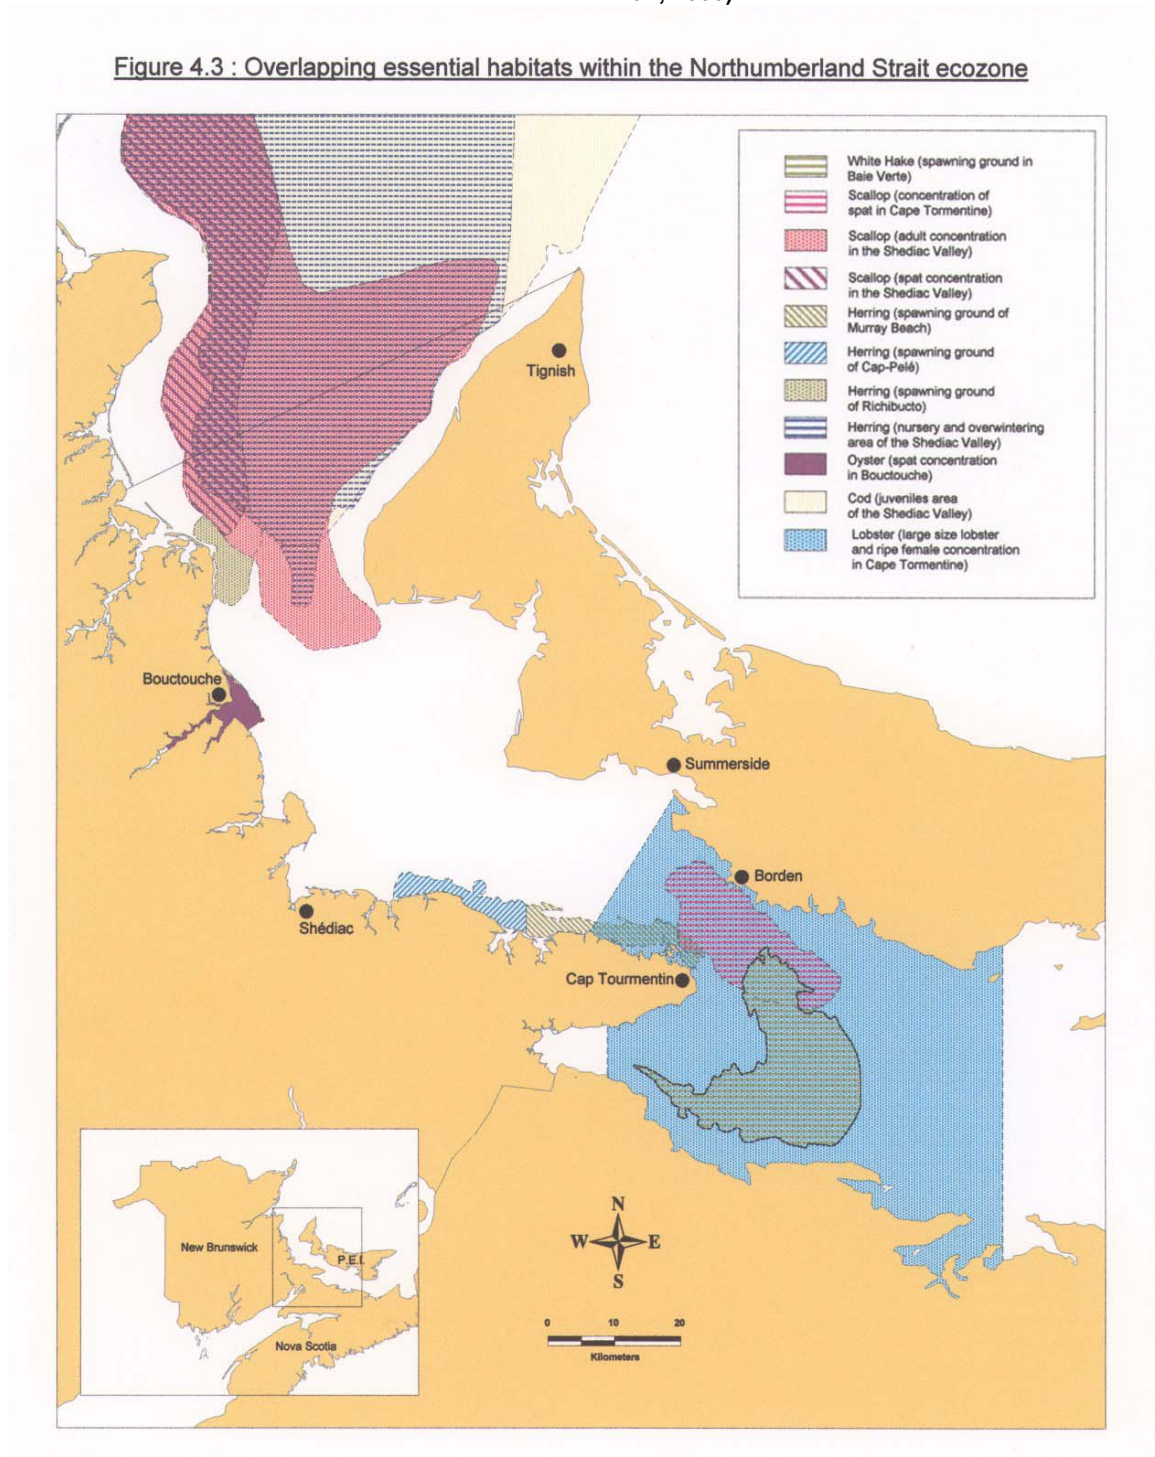 Figure 4.3 : Overlapping essential habitats within the Northumberland Strait ecozone
White Hake (spawning ground in
Baie Verte)
Scallop (concentration of
spat in Cape Tormentine)
Scallop (adult concentration
in the Shediac Valley)
Scallop (spat concentration
in the Shediac Valley)
Herring (spawning ground of
Murray Beach)
Herring (spawning ground
of Cap-Pelé)
Herring (spawning ground
of Richibucto)
Herring (nursery and overwintering
area of the Shediac Valley)
Oyster (spat concentration
in Bouctouche)
Cod (juveniles area
of the Shediac Valley)
Lobster (large size lobster
and ripe female concentration
in Cape Tormentine)
Tignish
Bouctouche
Summerside
Borden
Shédiac
Cap Tourmentin
N
W E
S
0 10 20
Kilometers
New Brunswick
P.E.I.
Nova Scotia